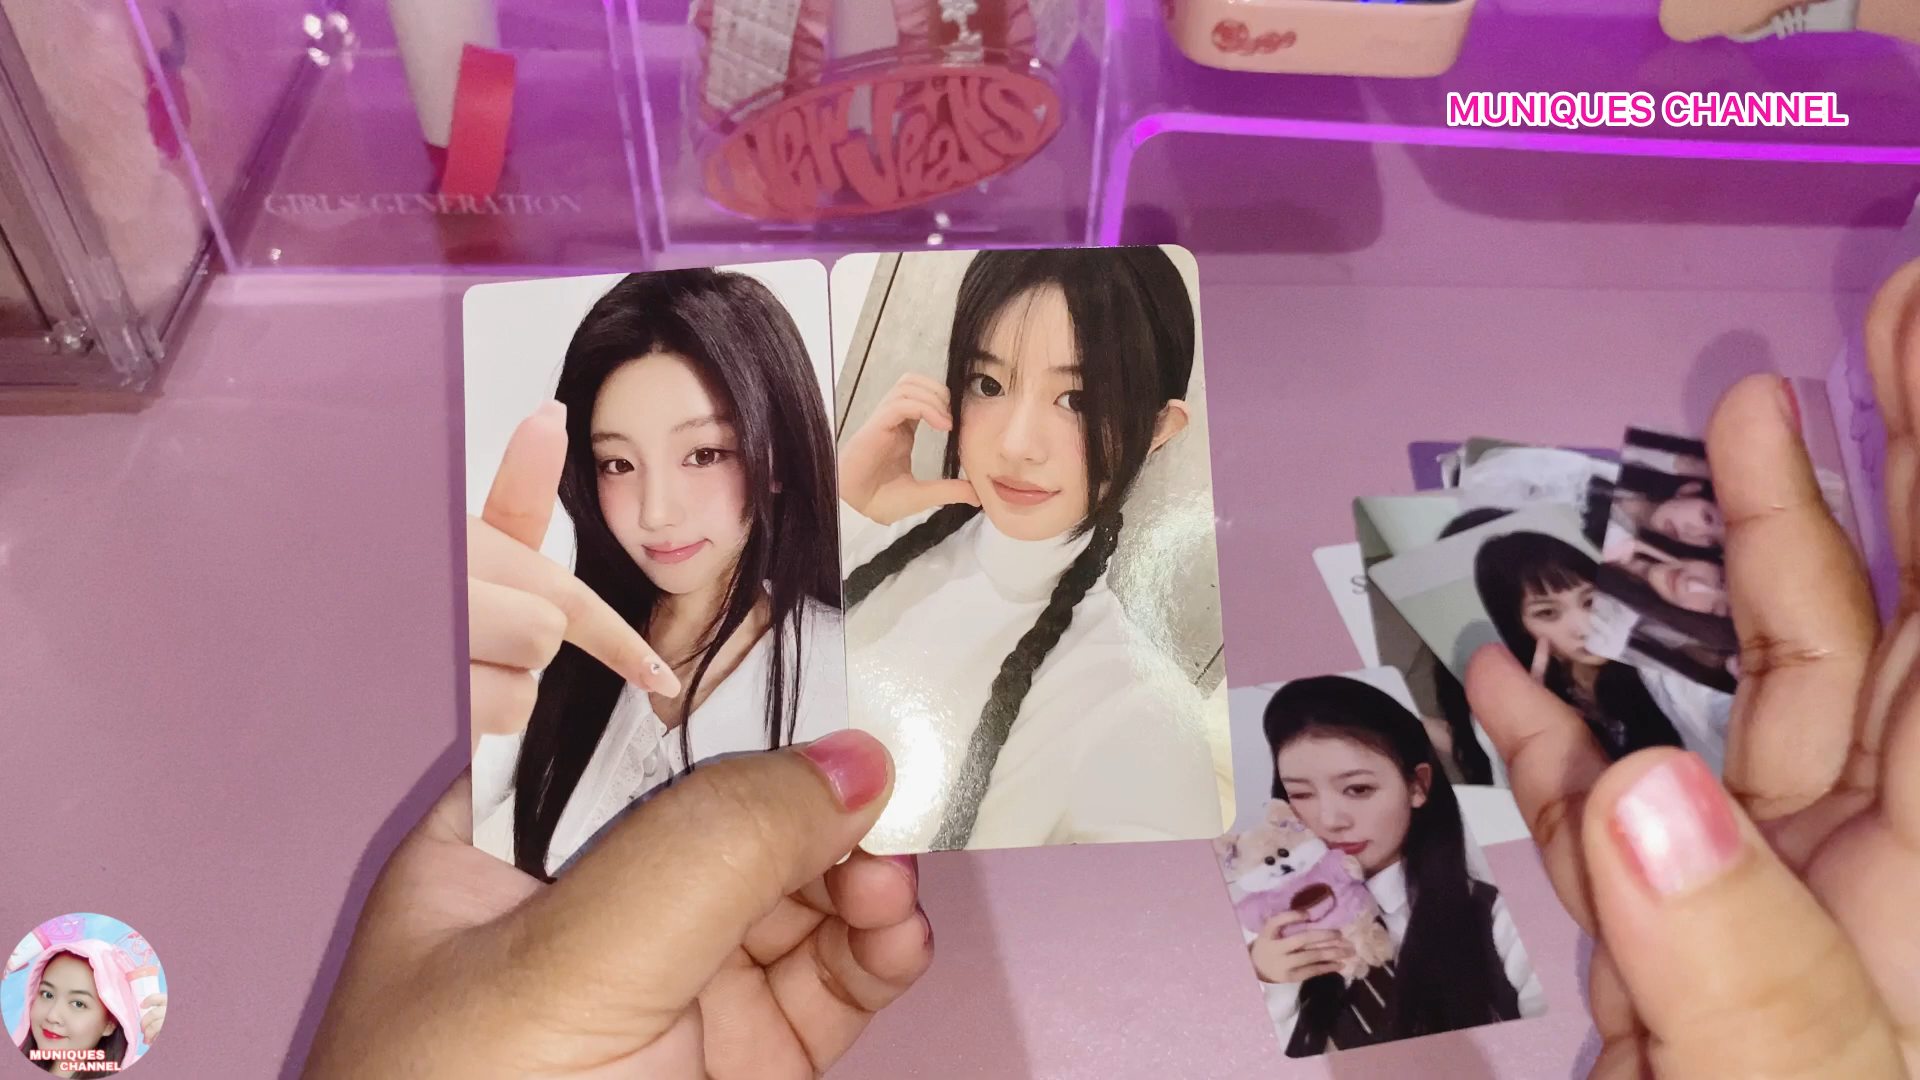 MUNIQUES CHANNEL
GIRLS' GENERATION
NewJeans
S
MUNIQUES
CHANNEL